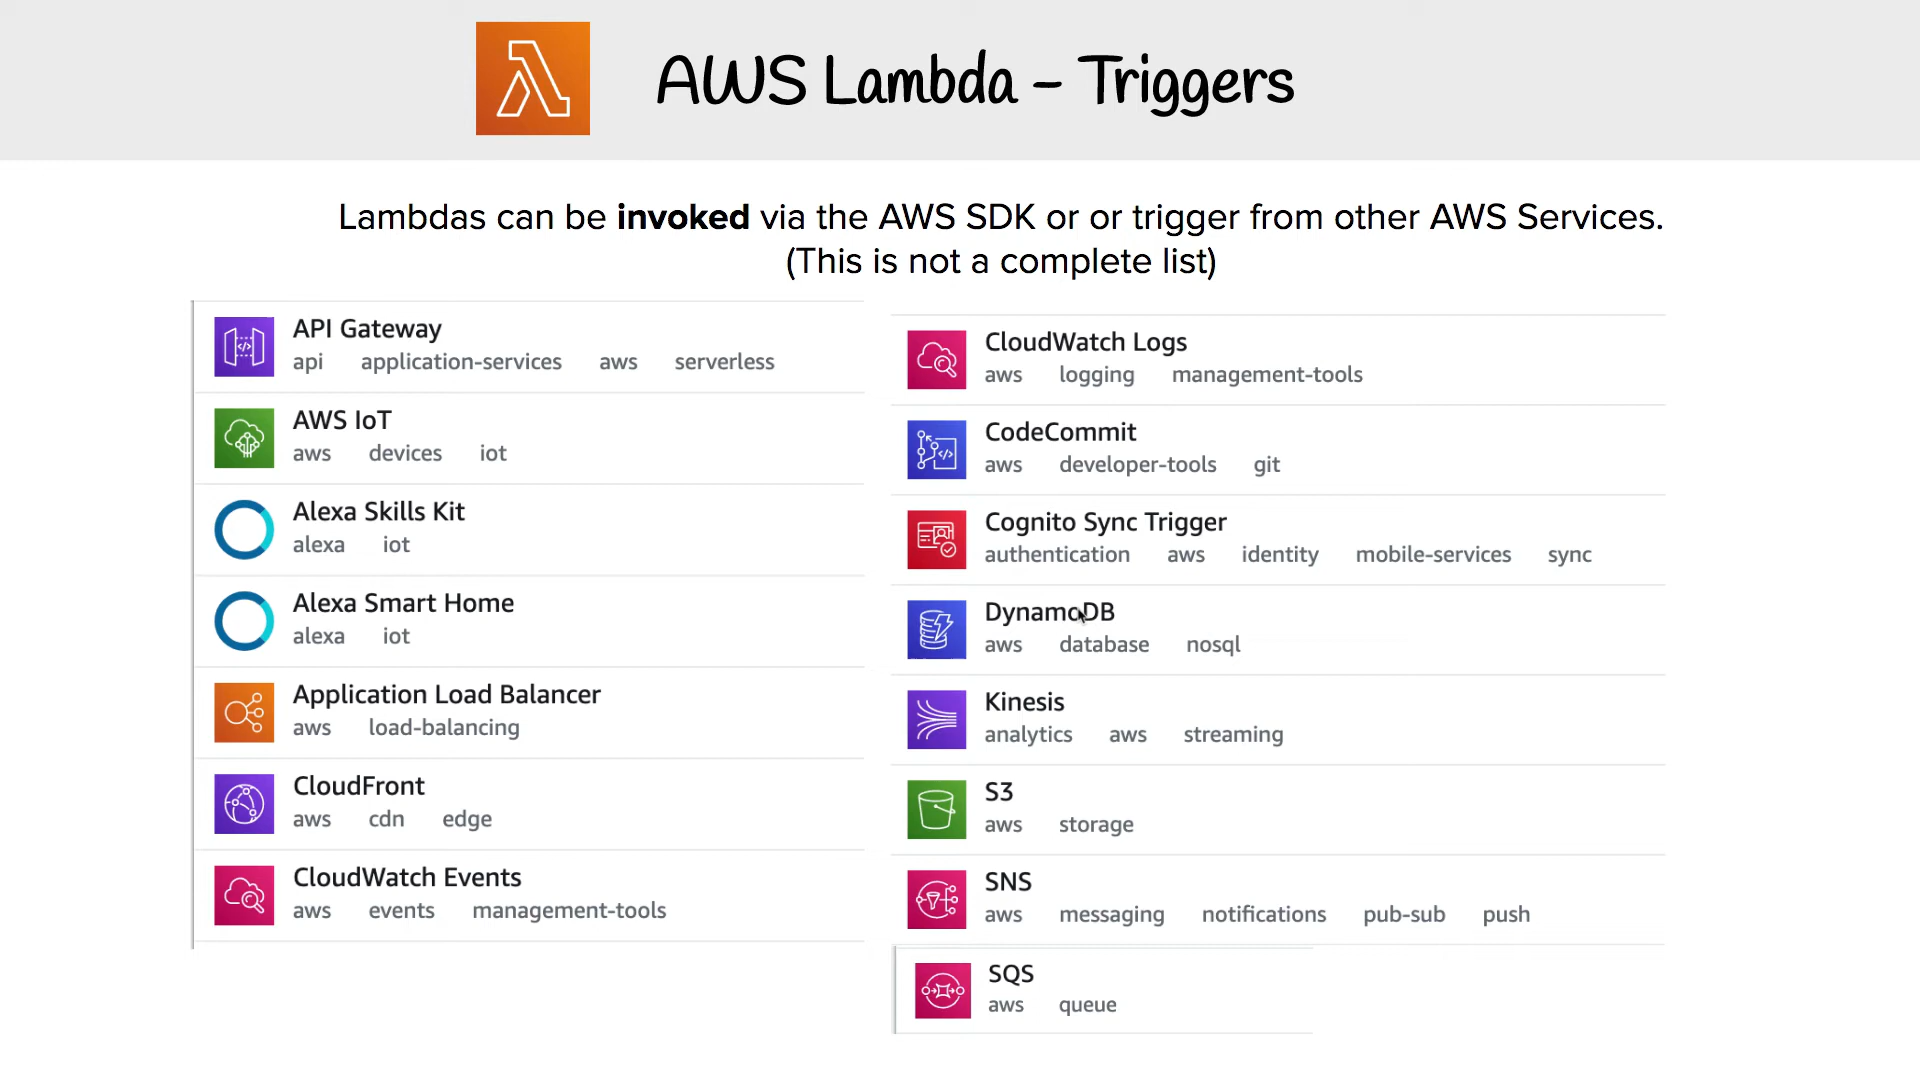 AWS Lambda – Triggers
Lambdas can be invoked via the AWS SDK or or trigger from other AWS Services.
(This is not a complete list)
API Gateway
api application-services aws serverless
AWS IoT
aws devices iot
Alexa Skills Kit
alexa iot
Alexa Smart Home
alexa iot
Application Load Balancer
aws load-balancing
CloudFront
aws cdn edge
CloudWatch Events
aws events management-tools
CloudWatch Logs
aws logging management-tools
CodeCommit
aws developer-tools git
Cognito Sync Trigger
authentication aws identity mobile-services sync
DynamoDB
aws database nosql
Kinesis
analytics aws streaming
S3
aws storage
SNS
aws messaging notifications pub-sub push
SQS
aws queue